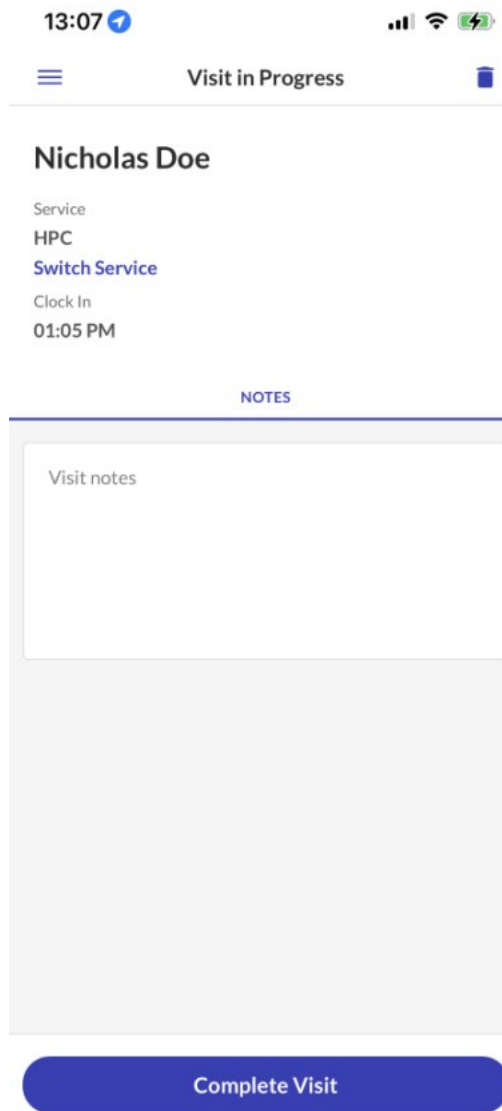 13:07
Visit in Progress
Nicholas Doe
Service
HPC
Switch Service
Clock In
01:05 PM
NOTES
Visit notes
Complete Visit